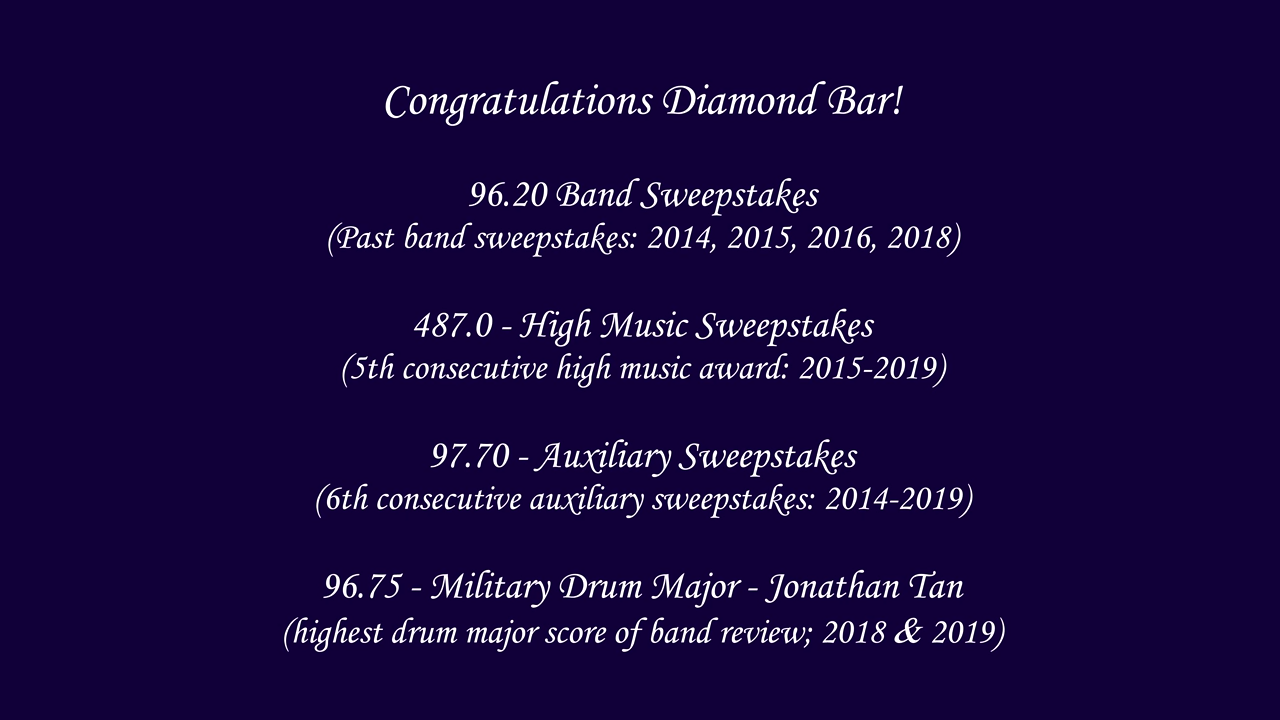 Congratulations Diamond Bar!
96.20 Band Sweepstakes
(Past band sweepstakes: 2014, 2015, 2016, 2018)
487.0 - High Music Sweepstakes
(5th consecutive high music award: 2015-2019)
97.70 - Auxiliary Sweepstakes
(6th consecutive auxiliary sweepstakes: 2014-2019)
96.75 - Military Drum Major - Jonathan Tan
(highest drum major score of band review; 2018 & 2019)